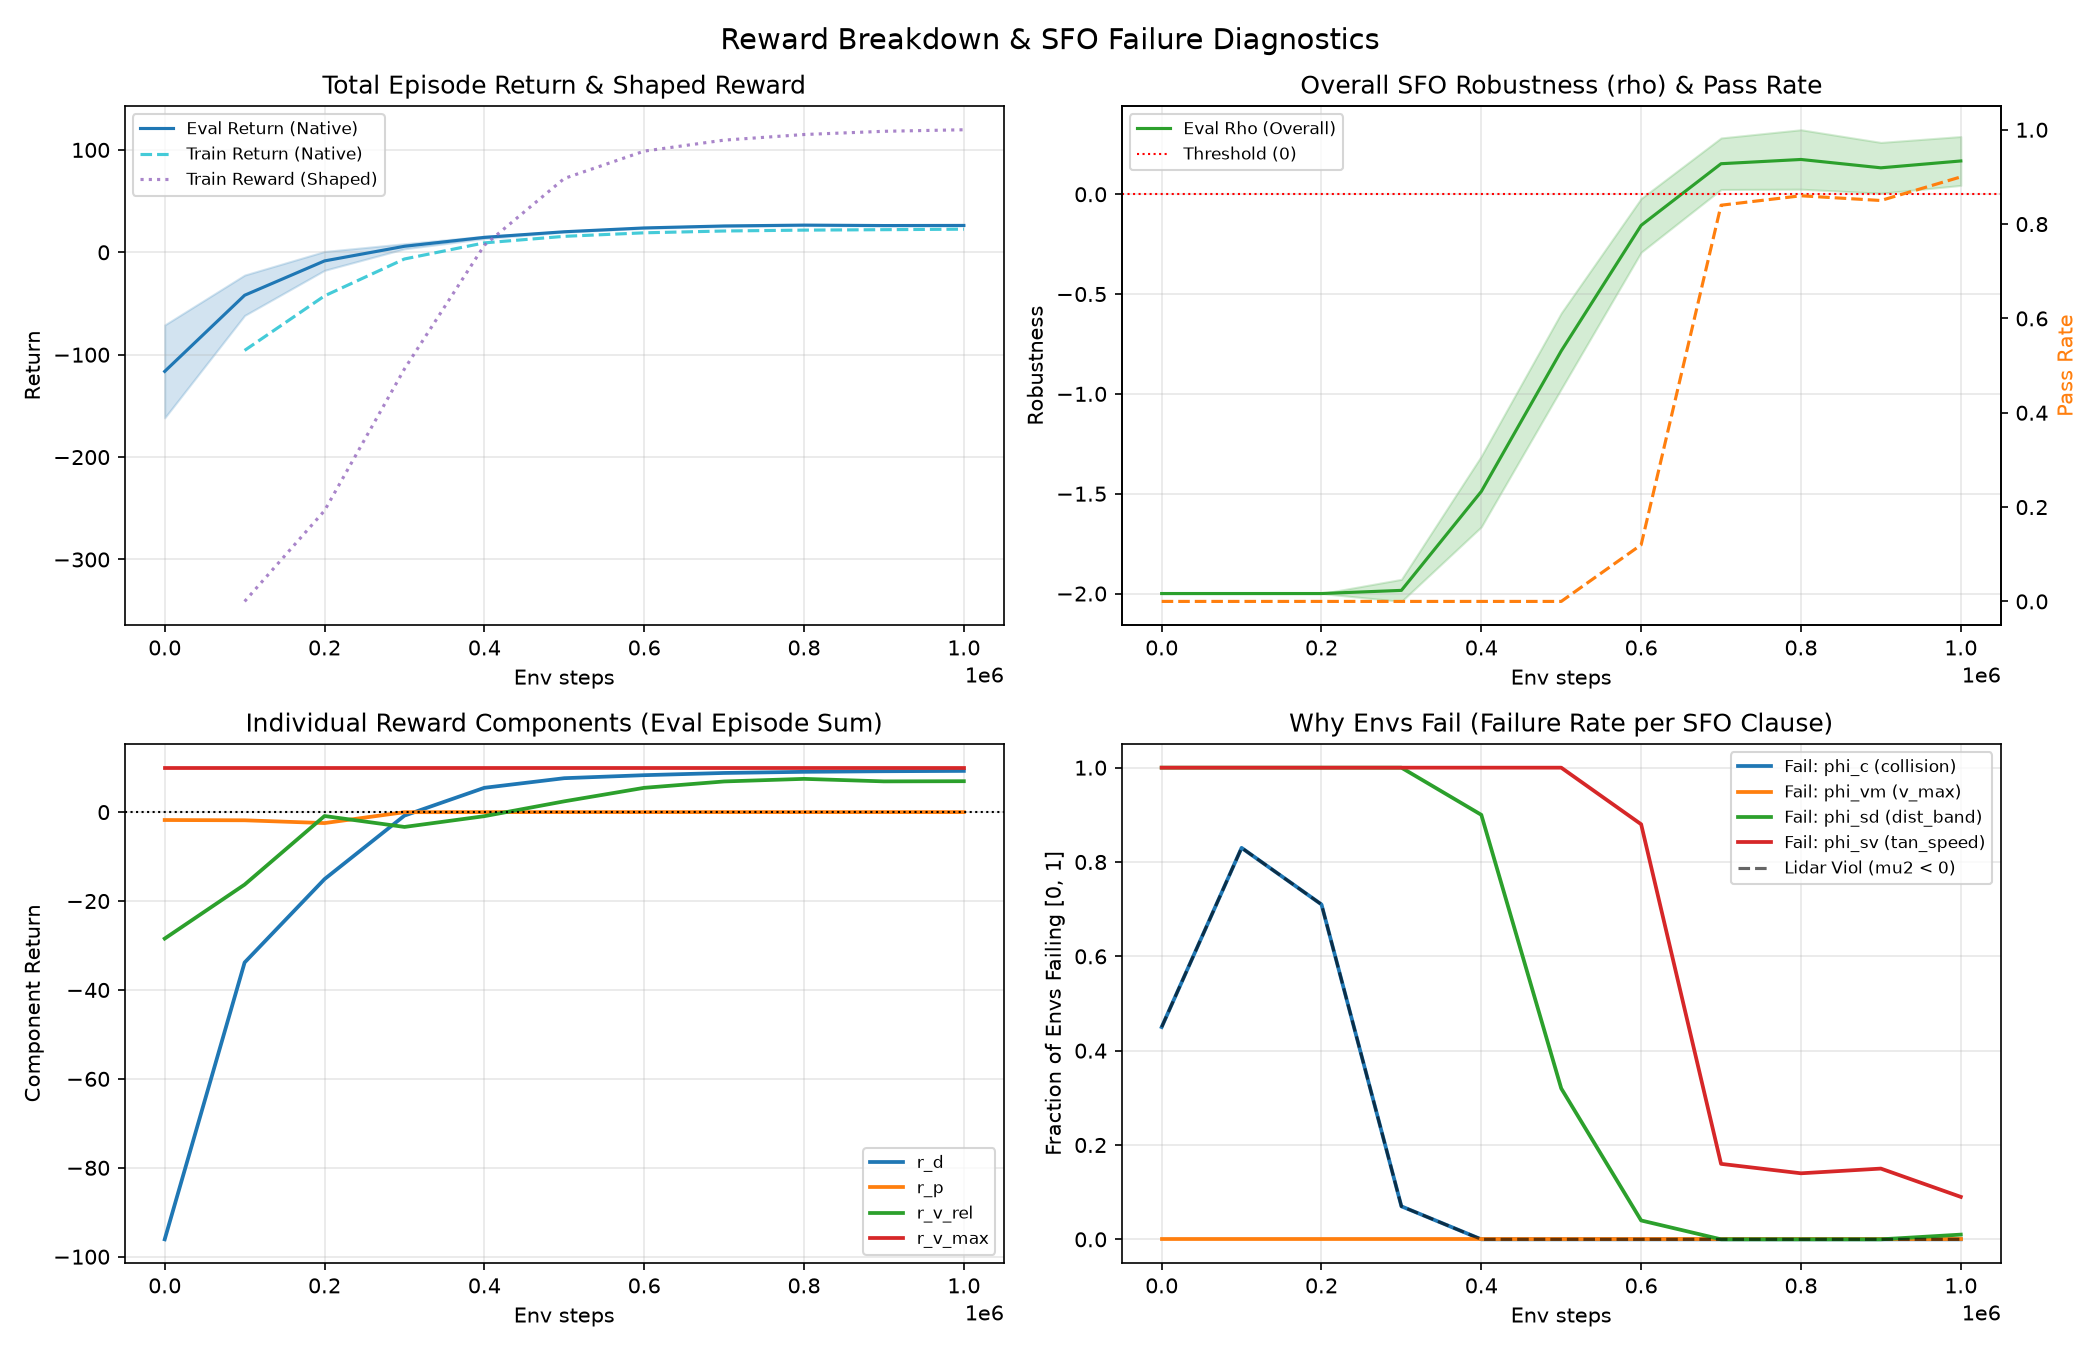 Reward Breakdown & SFO Failure Diagnostics
Total Episode Return & Shaped Reward
Eval Return (Native)
Train Return (Native)
Train Reward (Shaped)
100
0
−100
−200
−300
Return
0.0 0.2 0.4 0.6 0.8 1.0
1e6
Env steps
Overall SFO Robustness (rho) & Pass Rate
Eval Rho (Overall)
Threshold (0)
0.0
−0.5
−1.0
−1.5
−2.0
Robustness
1.0
0.8
0.6
0.4
0.2
0.0
Pass Rate
0.0 0.2 0.4 0.6 0.8 1.0
1e6
Env steps
Individual Reward Components (Eval Episode Sum)
0
−20
−40
−60
−80
−100
Component Return
r_d
r_p
r_v_rel
r_v_max
0.0 0.2 0.4 0.6 0.8 1.0
1e6
Env steps
Why Envs Fail (Failure Rate per SFO Clause)
Fail: phi_c (collision)
Fail: phi_vm (v_max)
Fail: phi_sd (dist_band)
Fail: phi_sv (tan_speed)
Lidar Viol (mu2 < 0)
1.0
0.8
0.6
0.4
0.2
0.0
Fraction of Envs Failing [0, 1]
0.0 0.2 0.4 0.6 0.8 1.0
1e6
Env steps